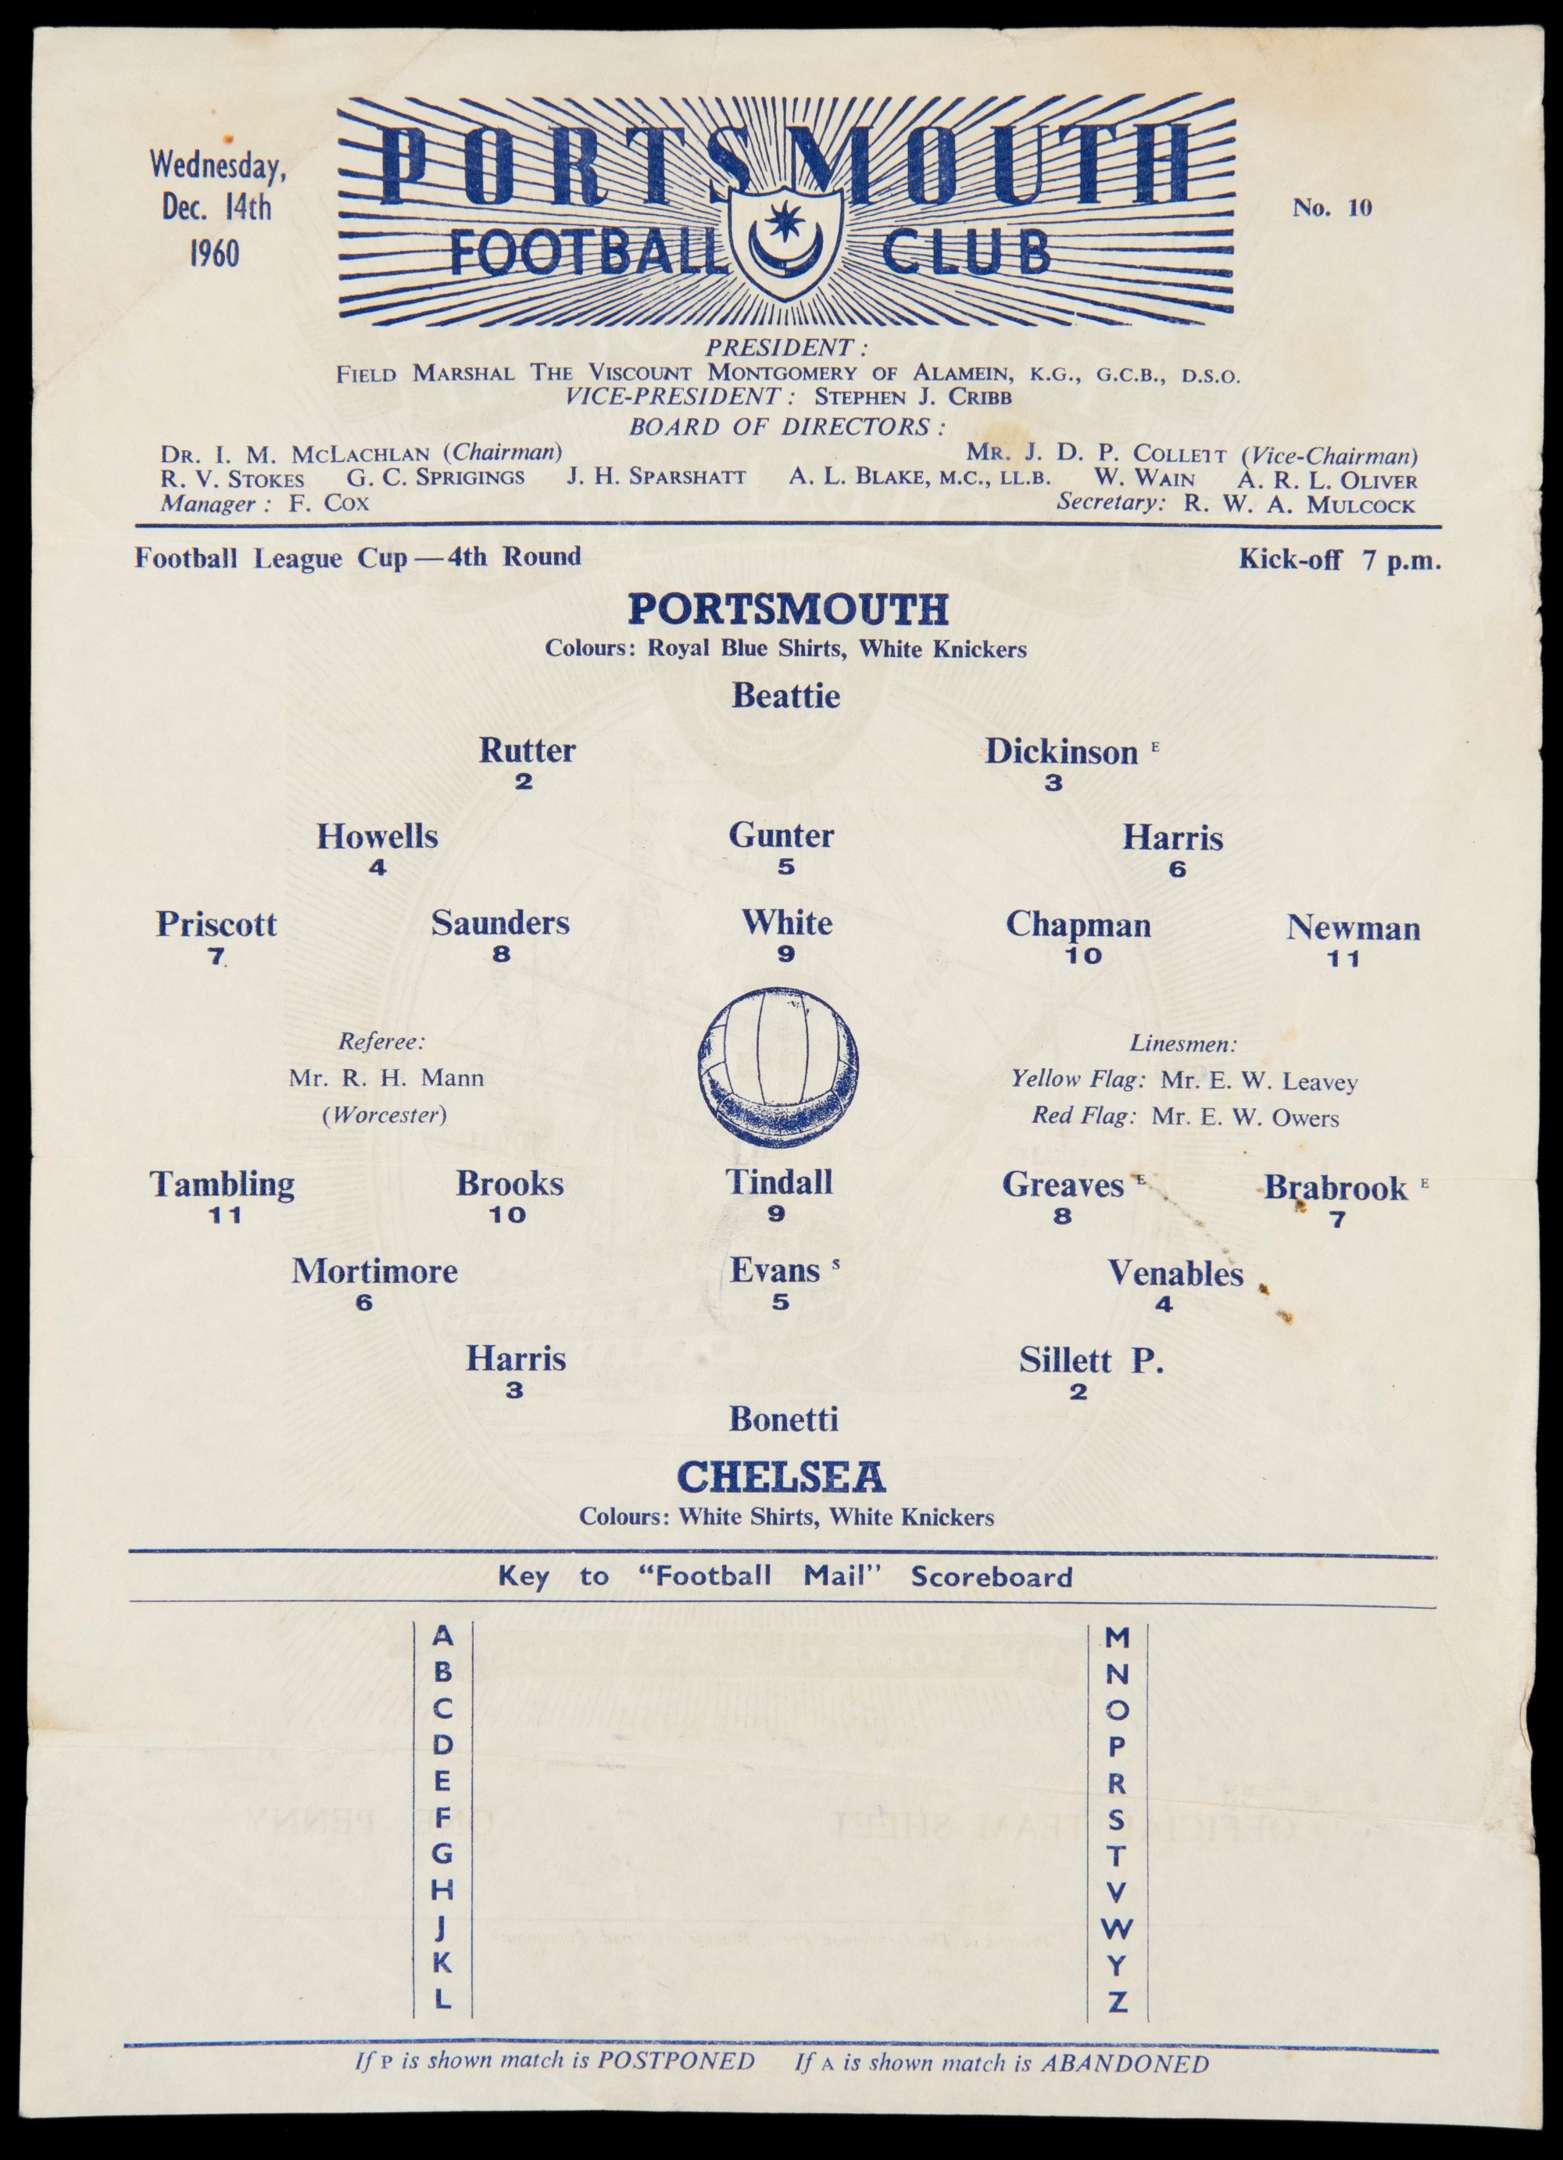 Wednesday,
Dec. 14th
1960
PORTSMOUTH
FOOTBALL CLUB
No. 10
PRESIDENT :
FIELD MARSHAL THE VISCOUNT MONTGOMERY OF ALAMEIN, K.G., G.C.B., D.S.O.
VICE-PRESIDENT : STEPHEN J. CRIBB
BOARD OF DIRECTORS :
DR. I. M. MCLACHLAN (Chairman) MR. J. D. P. COLLETT (Vice-Chairman)
R. V. STOKES G. C. SPRIGINGS J. H. SPARSHATT A. L. BLAKE, M.C., LL.B. W. WAIN A. R. L. OLIVER
Manager : F. COX Secretary: R. W. A. MULCOCK
Football League Cup — 4th Round Kick-off 7 p.m.
PORTSMOUTH
Colours: Royal Blue Shirts, White Knickers
Beattie
Rutter Dickinson E
2 3
Howells Gunter Harris
4 5 6
Priscott Saunders White Chapman Newman
7 8 9 10 11
Referee: Linesmen:
Mr. R. H. Mann Yellow Flag: Mr. E. W. Leavey
(Worcester) Red Flag: Mr. E. W. Owers
Tambling Brooks Tindall Greaves E Brabrook E
11 10 9 8 7
Mortimore Evans S Venables
6 5 4
Harris Sillett P.
3 2
Bonetti
CHELSEA
Colours: White Shirts, White Knickers
Key to "Football Mail" Scoreboard
A M
B N
C O
D P
E R
F S
G T
H V
J W
K Y
L Z
If P is shown match is POSTPONED If A is shown match is ABANDONED